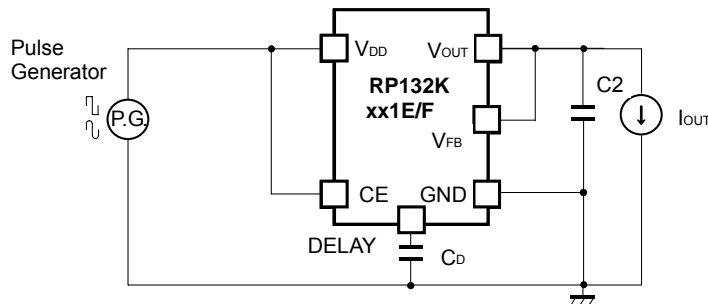 Pulse
Generator
P.G.
VDD
VOUT
RP132K
xx1E/F
VFB
C2
IOUT
CE
GND
DELAY
CD